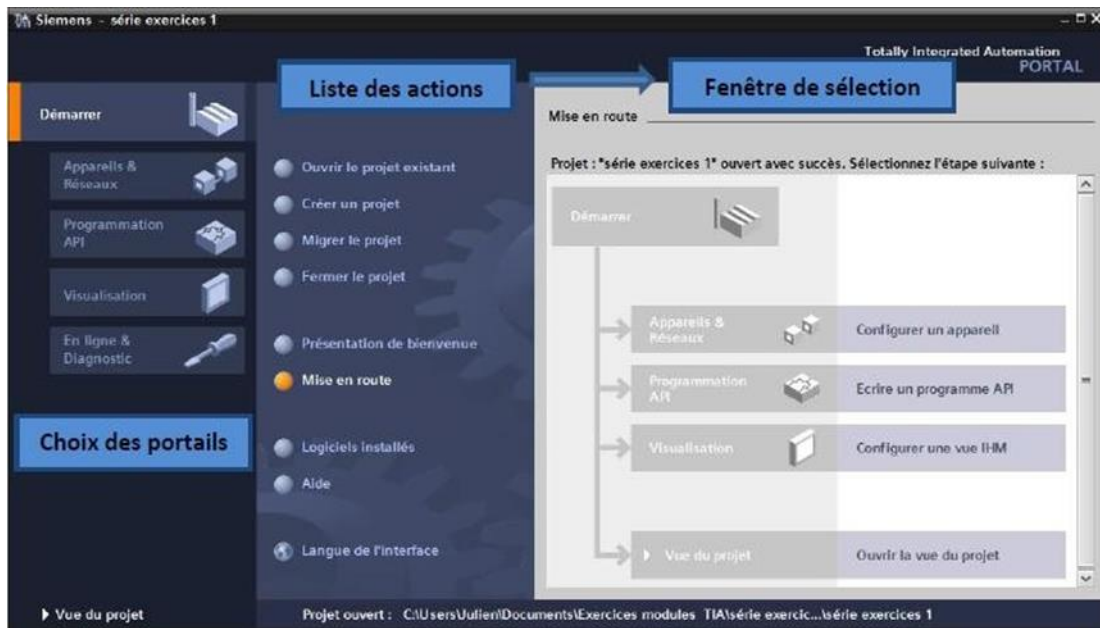 Siemens - série exercices 1
Totally Integrated Automation
PORTAL
Liste des actions
Fenêtre de sélection
Démarrer
Appareils &
Réseaux
Programmation
API
Visualisation
En ligne &
Diagnostic
Choix des portails
Vue du projet
Ouvrir le projet existant
Créer un projet
Migrer le projet
Fermer le projet
Présentation de bienvenue
Mise en route
Logiciels installés
Aide
Langue de l'interface
Mise en route
Projet : "série exercices 1" ouvert avec succès. Sélectionnez l'étape suivante :
Démarrer
Appareils &
Réseaux
Configurer un appareil
Programmation
API
Ecrire un programme API
Visualisation
Configurer une vue IHM
Vue du projet
Ouvrir la vue du projet
Projet ouvert : C:\Users\Julien\Documents\Exercices modules TIA\série exercic...\série exercices 1